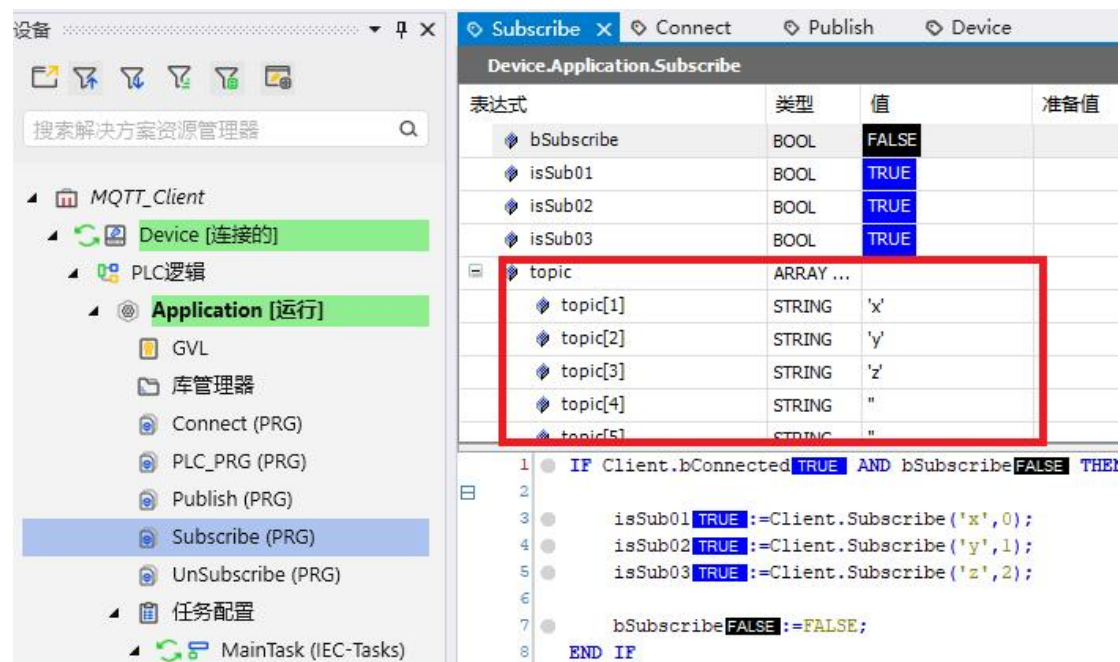 设备
搜索解决方案资源管理器
MQTT_Client
Device [连接的]
PLC逻辑
Application [运行]
GVL
库管理器
Connect (PRG)
PLC_PRG (PRG)
Publish (PRG)
Subscribe (PRG)
UnSubscribe (PRG)
任务配置
MainTask (IEC-Tasks)
Subscribe Connect Publish Device
Device.Application.Subscribe
表达式 类型 值 准备值
bSubscribe BOOL FALSE
isSub01 BOOL TRUE
isSub02 BOOL TRUE
isSub03 BOOL TRUE
topic ARRAY ...
topic[1] STRING 'x'
topic[2] STRING 'y'
topic[3] STRING 'z'
topic[4] STRING ''
topic[5] STRING ''
1 IF Client.bConnected TRUE AND bSubscribe FALSE THEN
2
3 isSub01 TRUE :=Client.Subscribe('x',0);
4 isSub02 TRUE :=Client.Subscribe('y',1);
5 isSub03 TRUE :=Client.Subscribe('z',2);
6
7 bSubscribe FALSE :=FALSE;
8 END IF